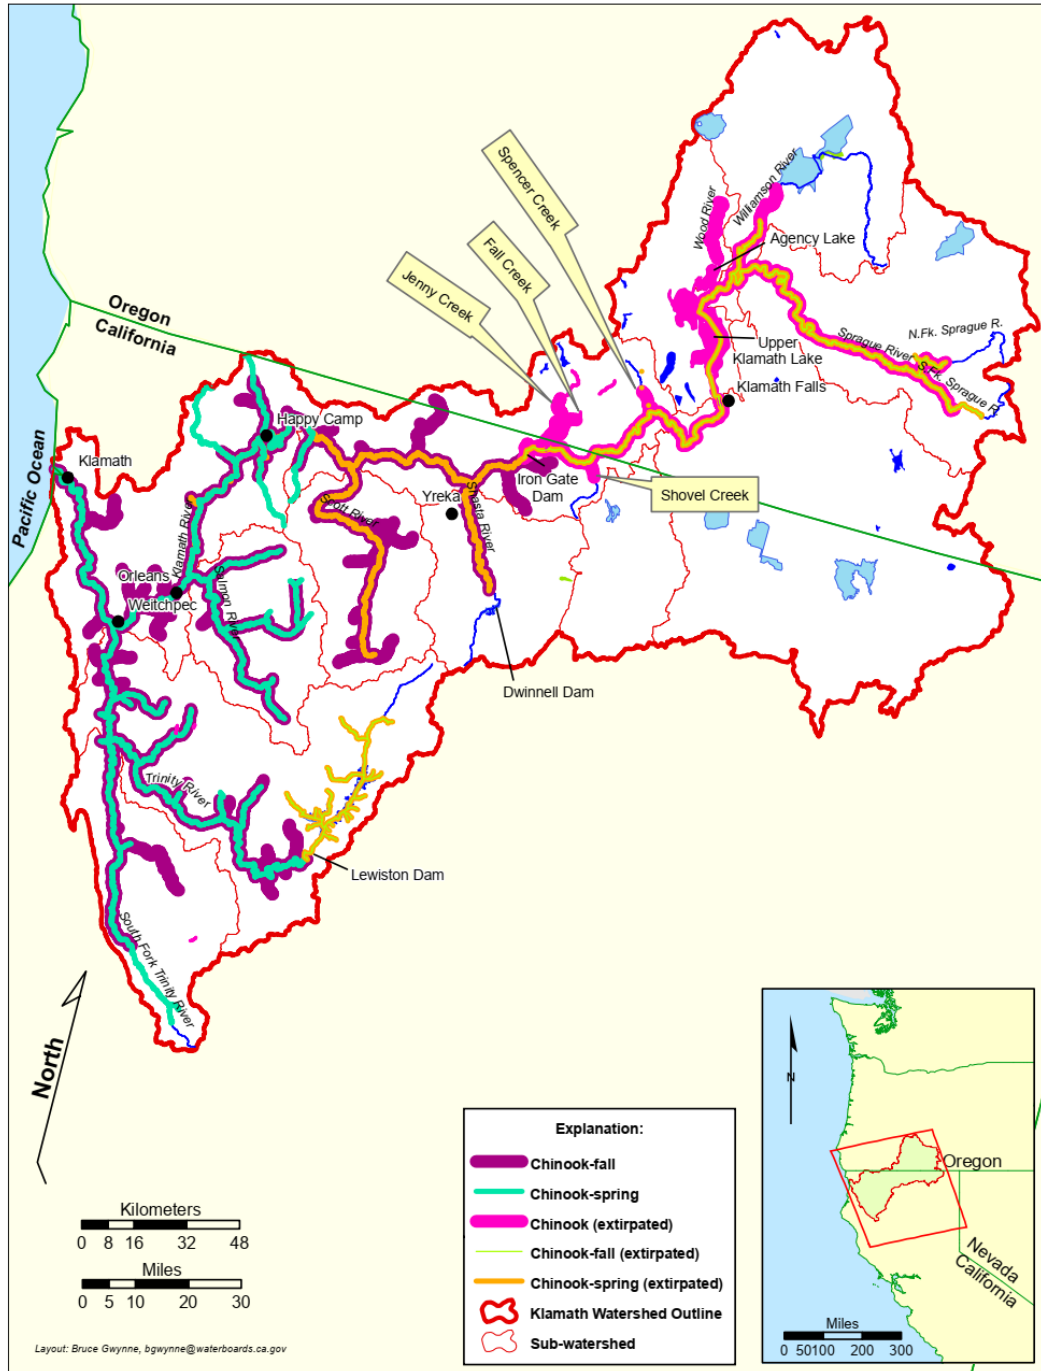 Spencer Creek
Fall Creek
Jenny Creek
Wood River
Williamson River
Agency Lake
Oregon
California
Upper
Klamath Lake
Sprague River
N.Fk. Sprague R.
S.Fk. Sprague R.
Klamath Falls
Happy Camp
Klamath
Pacific Ocean
Iron Gate
Dam
Shovel Creek
Yreka
Shasta River
Scott River
Klamath River
Orleans
Weitchpec
Salmon River
Dwinnell Dam
Trinity River
Lewiston Dam
South Fork Trinity River
North
Explanation:
Chinook-fall
Chinook-spring
Chinook (extirpated)
Chinook-fall (extirpated)
Chinook-spring (extirpated)
Klamath Watershed Outline
Sub-watershed
Kilometers
0 8 16 32 48
Miles
0 5 10 20 30
Layout: Bruce Gwynne, bgwynne@waterboards.ca.gov
N
Oregon
Nevada
California
Miles
0 50100 200 300